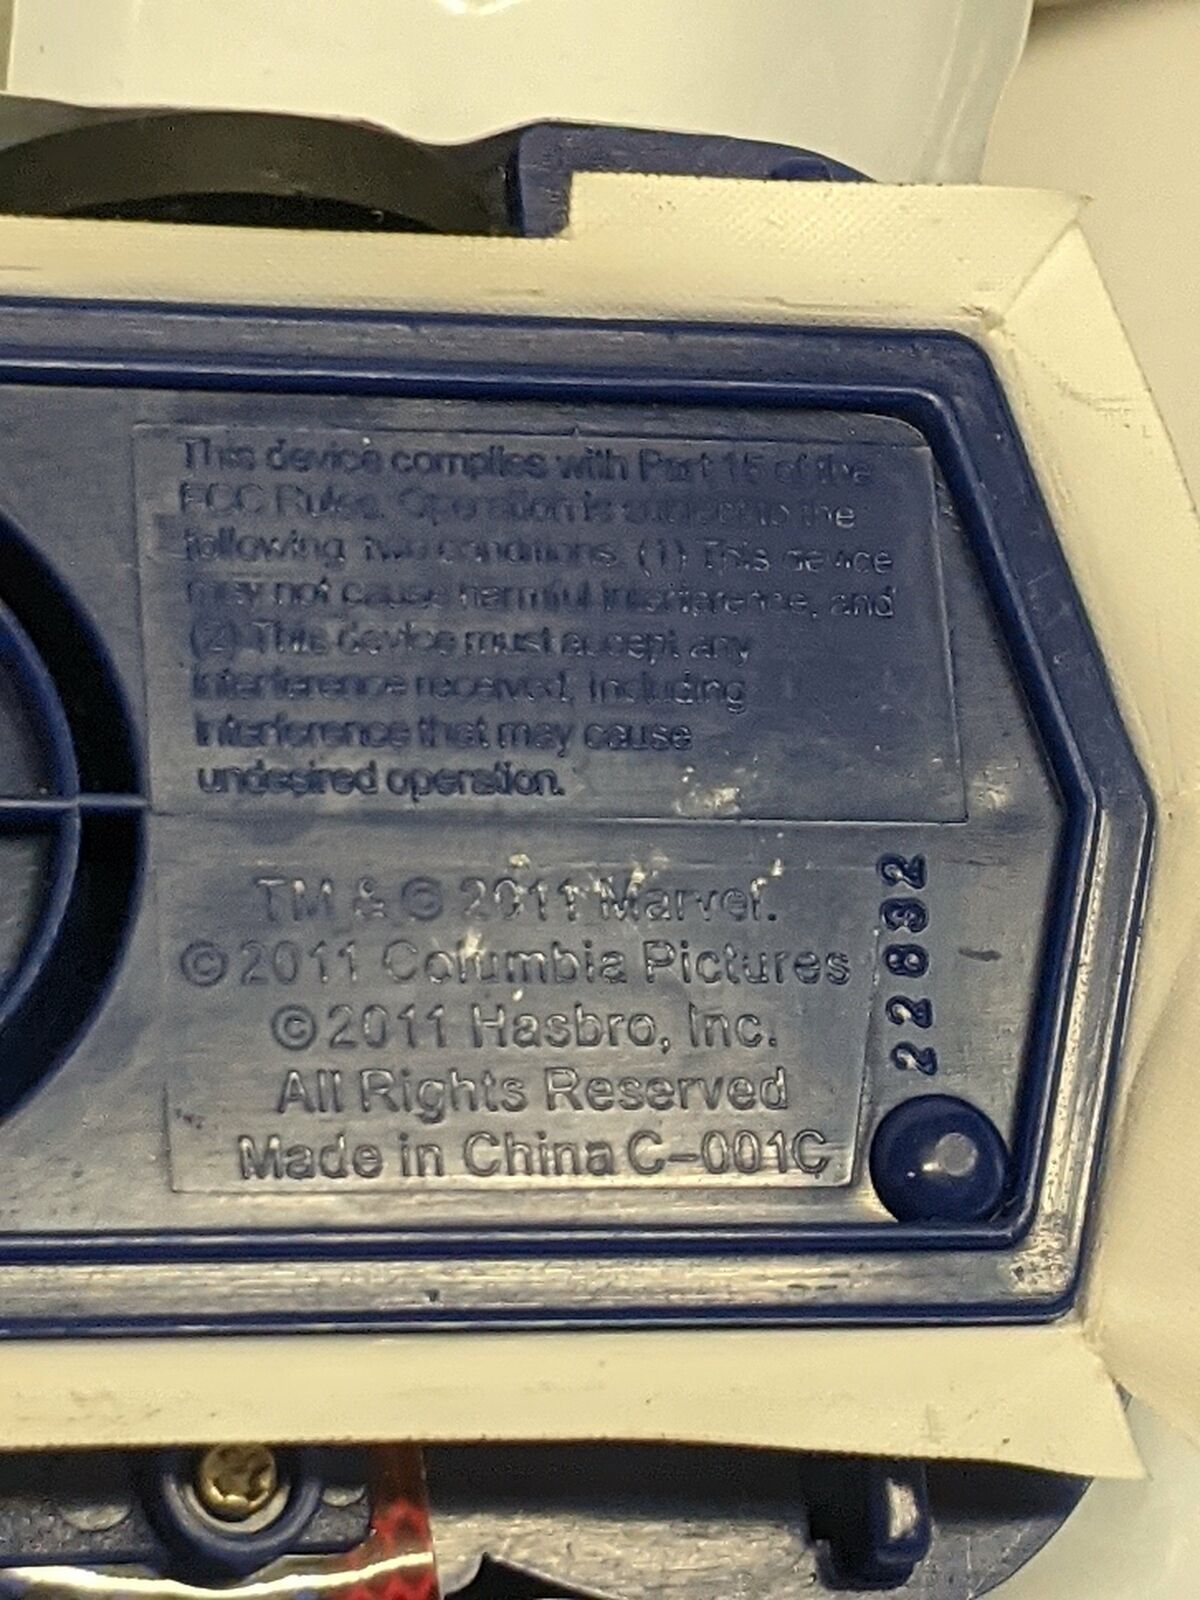 This device complies with Part 15 of the
FCC Rules. Operation is subject to the
following two conditions: (1) This device
may not cause harmful interference, and
(2) This device must accept any
interference received, including
interference that may cause
undesired operation.
TM & © 2011 Marvel.
© 2011 Columbia Pictures
© 2011 Hasbro, Inc.
All Rights Reserved
Made in China C-001C
22832